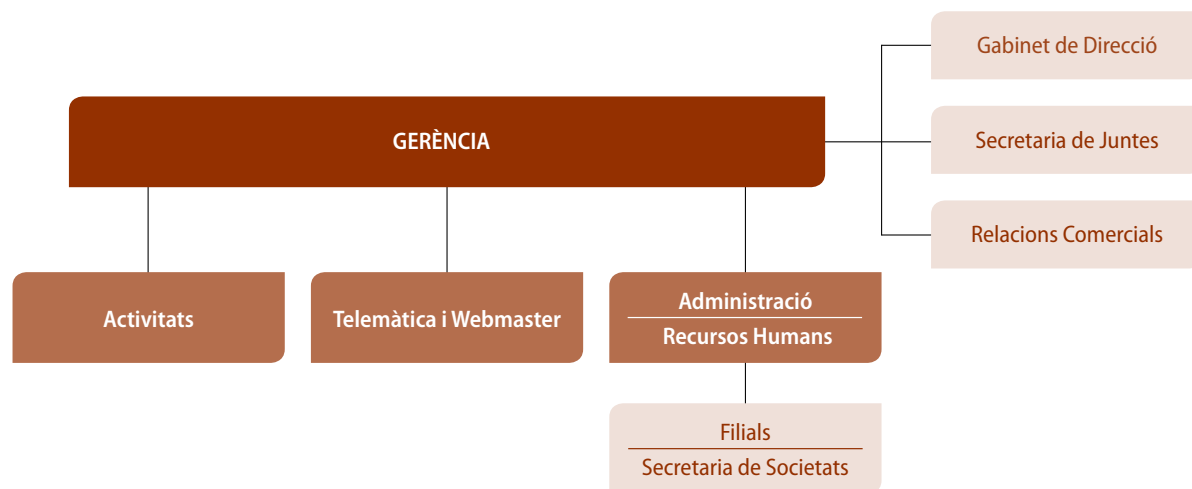 Gabinet de Direcció
GERÈNCIA
Secretaria de Juntes
Relacions Comercials
Activitats
Telemàtica i Webmaster
Administració
Recursos Humans
Filials
Secretaria de Societats